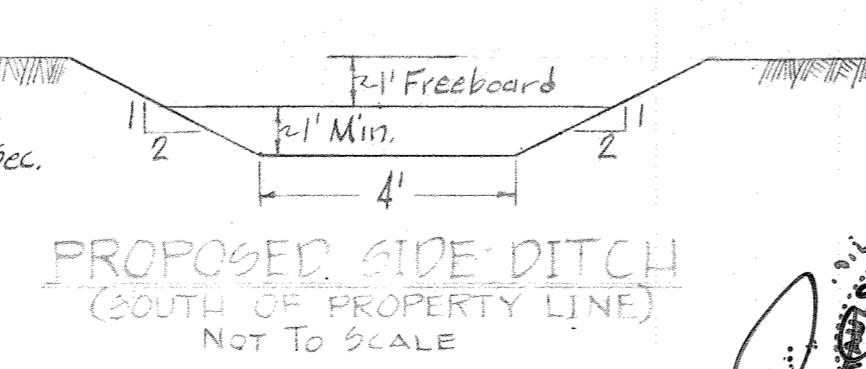 ~1' Freeboard
1
2
~1' Min.
1
2
sec.
4'
PROPOSED SIDE DITCH
(SOUTH OF PROPERTY LINE)
NOT TO SCALE